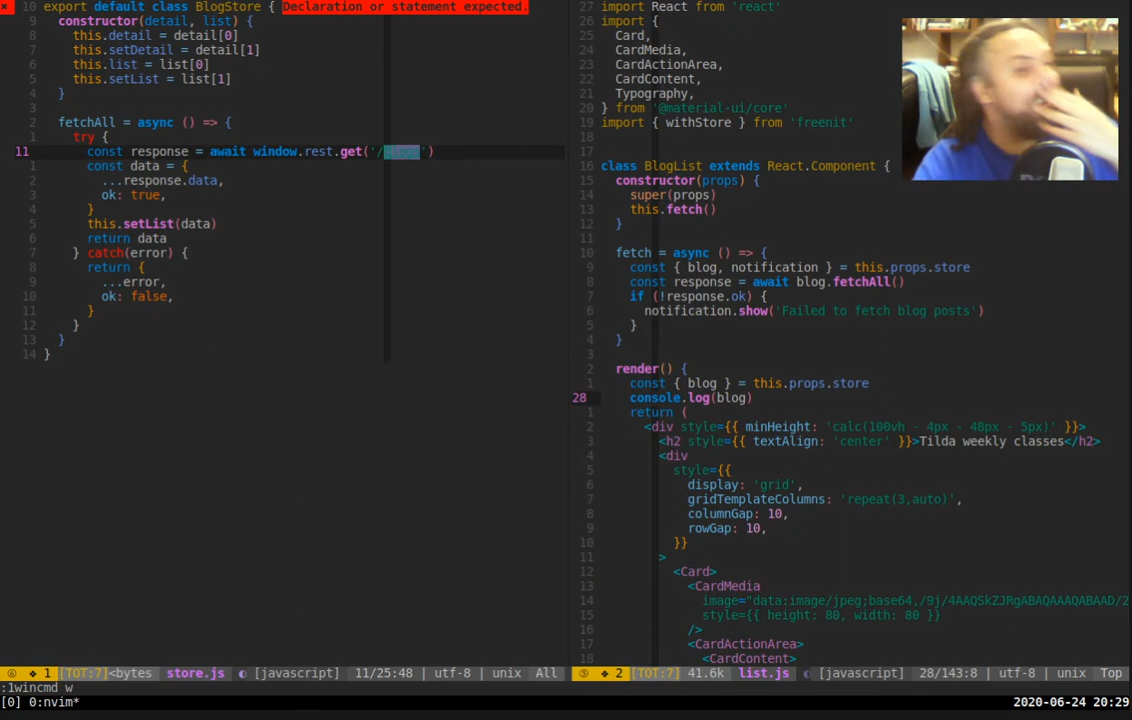 10 export default class BlogStore { Declaration or statement expected.
9 constructor(detail, list) {
8 this.detail = detail[0]
7 this.setDetail = detail[1]
6 this.list = list[0]
5 this.setList = list[1]
4 }
3
2 fetchAll = async () => {
1 try {
11 const response = await window.rest.get('/ ')
1 const data = {
2 ...response.data,
3 ok: true,
4 }
5 this.setList(data)
6 return data
7 } catch(error) {
8 return {
9 ...error,
10 ok: false,
11 }
12 }
13 }
14 }
6 ❖ 1 [TOT:7]<bytes store.js [javascript] 11/25:48 | utf-8 | unix All
27 import React from 'react'
26 import {
25 Card,
24 CardMedia,
23 CardActionArea,
22 CardContent,
21 Typography,
20 } from '@material-ui/core'
19 import { withStore } from 'freenit'
18
17
16 class BlogList extends React.Component {
15 constructor(props) {
14 super(props)
13 this.fetch()
12 }
11
10 fetch = async () => {
9 const { blog, notification } = this.props.store
8 const response = await blog.fetchAll()
7 if (!response.ok) {
6 notification.show('Failed to fetch blog posts')
5 }
4 }
3
2 render() {
1 const { blog } = this.props.store
28 console.log(blog)
1 return (
2 <div style={{ minHeight: 'calc(100vh - 4px - 48px - 5px)' }}>
3 <h2 style={{ textAlign: 'center' }}>Tilda weekly classes</h2>
4 <div
5 style={{
6 display: 'grid',
7 gridTemplateColumns: 'repeat(3,auto)',
8 columnGap: 10,
9 rowGap: 10,
10 }}
11 >
12 <Card>
13 <CardMedia
14 image="data:image/jpeg;base64,/9j/4AAQSkZJRgABAQAAAQABAAD/2
15 style={{ height: 80, width: 80 }}
16 />
17 <CardActionArea>
18 <CardContent>
❖ 2 [TOT:7] 41.6k list.js [javascript] 28/143:8 | utf-8 | unix Top
:1wincmd w
[0] 0:nvim* 2020-06-24 20:29